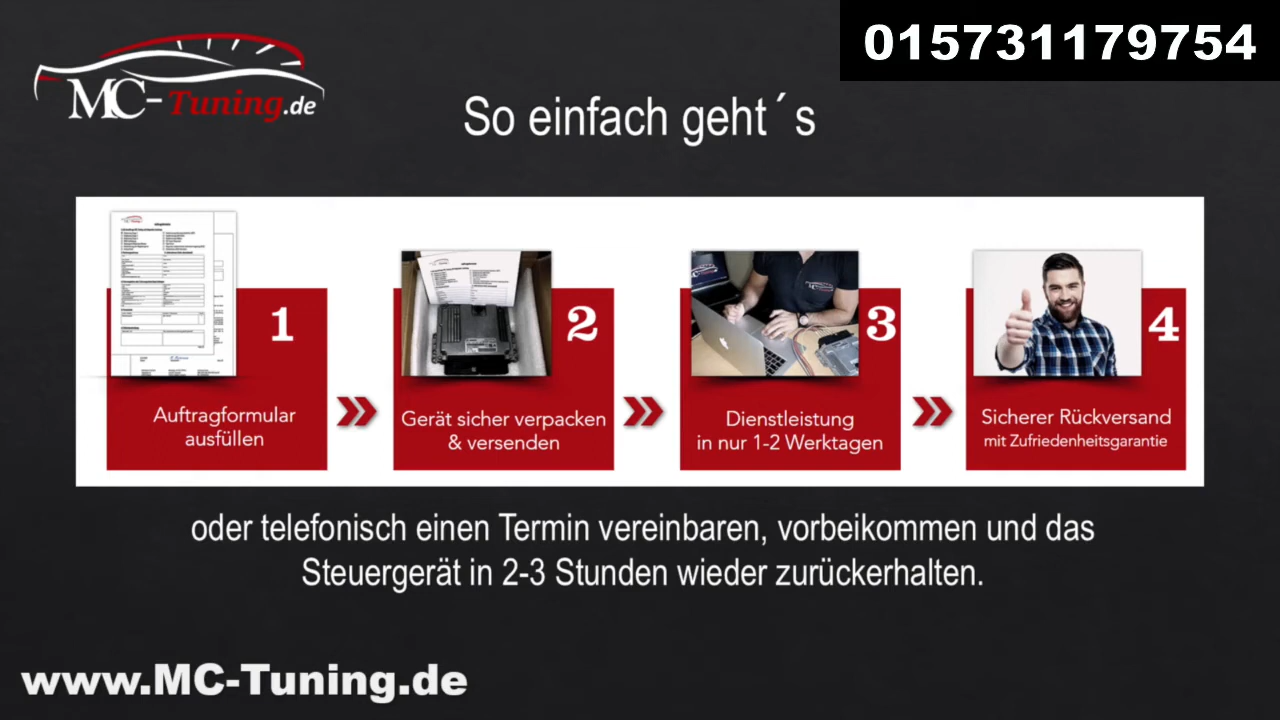 MC-Tuning.de
015731179754
So einfach geht´s
1
2
3
4
Auftragformular
ausfüllen
Gerät sicher verpacken
& versenden
Dienstleistung
in nur 1-2 Werktagen
Sicherer Rückversand
mit Zufriedenheitsgarantie
oder telefonisch einen Termin vereinbaren, vorbeikommen und das
Steuergerät in 2-3 Stunden wieder zurückerhalten.
www.MC-Tuning.de